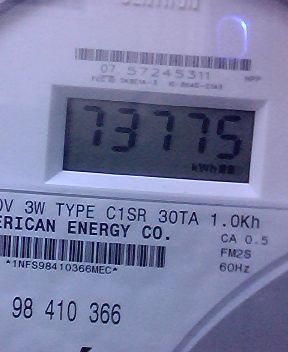 CENTRON
07 57245311
73775
kWh
0V 3W TYPE C1SR 30TA 1.0Kh
ERICAN ENERGY CO.
CA 0.5
FM2S
*1NFS98410366MEC*
60Hz
98 410 366